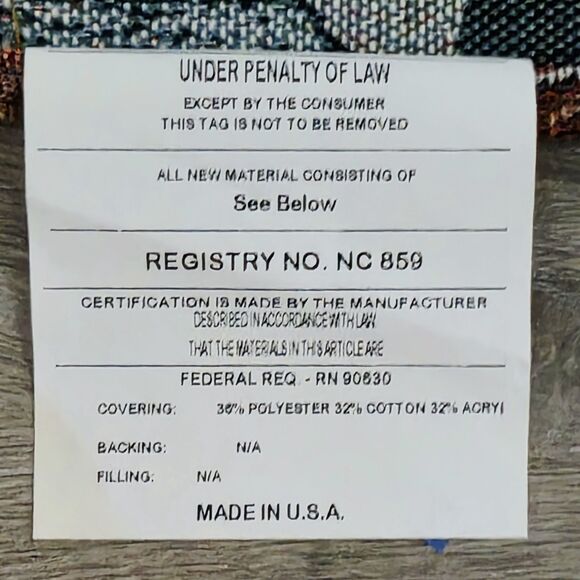 UNDER PENALTY OF LAW
EXCEPT BY THE CONSUMER
THIS TAG IS NOT TO BE REMOVED
ALL NEW MATERIAL CONSISTING OF
See Below
REGISTRY NO. NC 859
CERTIFICATION IS MADE BY THE MANUFACTURER
DESCRIBED IN ACCORDANCE WITH LAW
THAT THE MATERIALS IN THIS ARTICLE ARE
FEDERAL REQ. - RN 90630
COVERING: 36% POLYESTER 32% COTTON 32% ACRYI
BACKING: N/A
FILLING: N/A
MADE IN U.S.A.